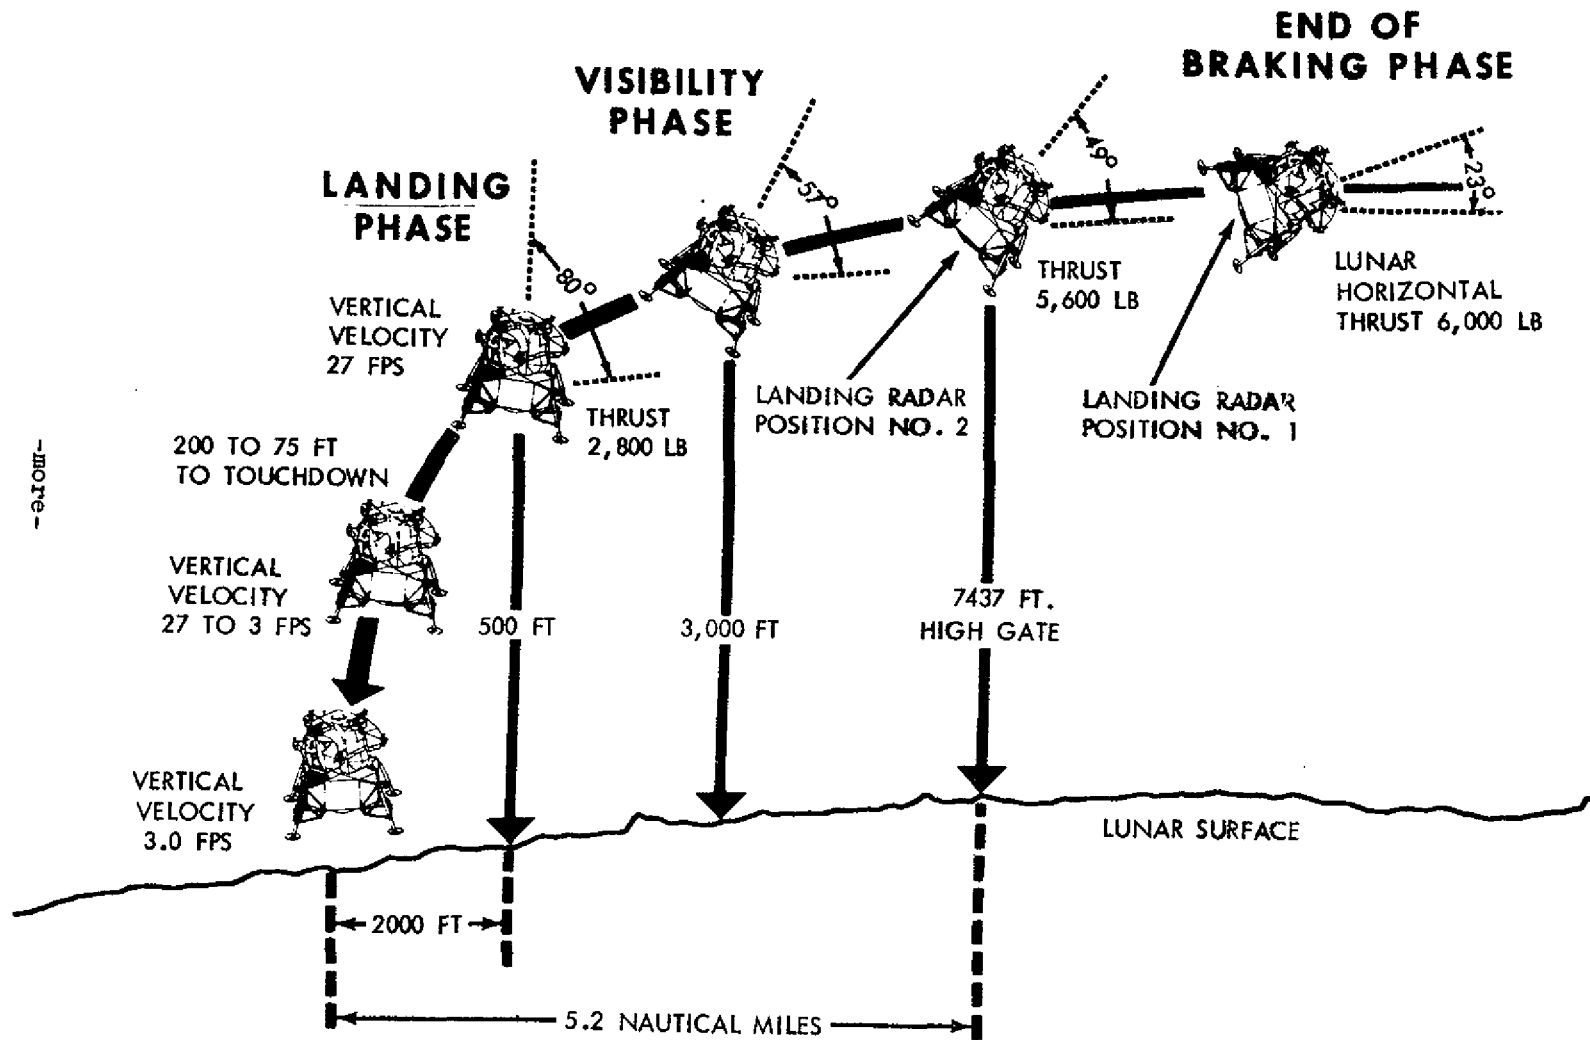 END OF
BRAKING PHASE
VISIBILITY
PHASE
LANDING
PHASE
49°
23°
57°
80°
VERTICAL
VELOCITY
27 FPS
THRUST
5,600 LB
LUNAR
HORIZONTAL
THRUST 6,000 LB
LANDING RADAR
POSITION NO. 2
LANDING RADAR
POSITION NO. 1
THRUST
2,800 LB
200 TO 75 FT
TO TOUCHDOWN
-more-
VERTICAL
VELOCITY
27 TO 3 FPS
500 FT
3,000 FT
7437 FT.
HIGH GATE
VERTICAL
VELOCITY
3.0 FPS
LUNAR SURFACE
2000 FT
5.2 NAUTICAL MILES